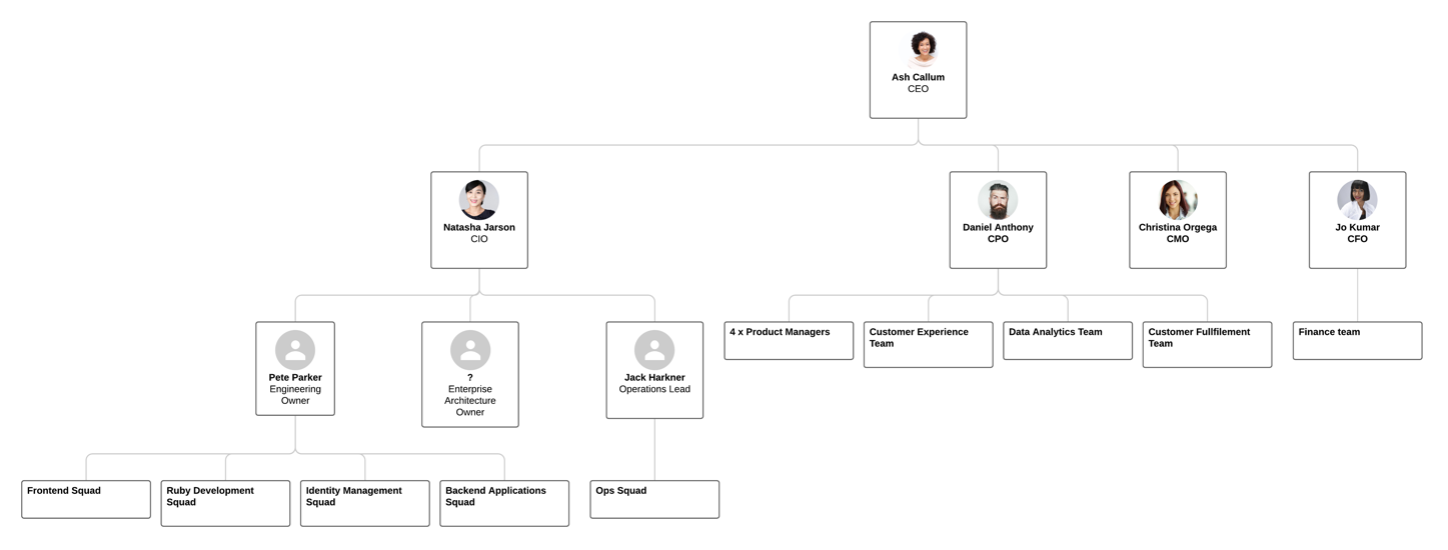 Ash Callum
CEO
Natasha Jarson
CIO
Daniel Anthony
CPO
Christina Orgega
CMO
Jo Kumar
CFO
Pete Parker
Engineering
Owner
?
Enterprise
Architecture
Owner
Jack Harkner
Operations Lead
4 x Product Managers
Customer Experience
Team
Data Analytics Team
Customer Fullfilement
Team
Finance team
Frontend Squad
Ruby Development
Squad
Identity Management
Squad
Backend Applications
Squad
Ops Squad